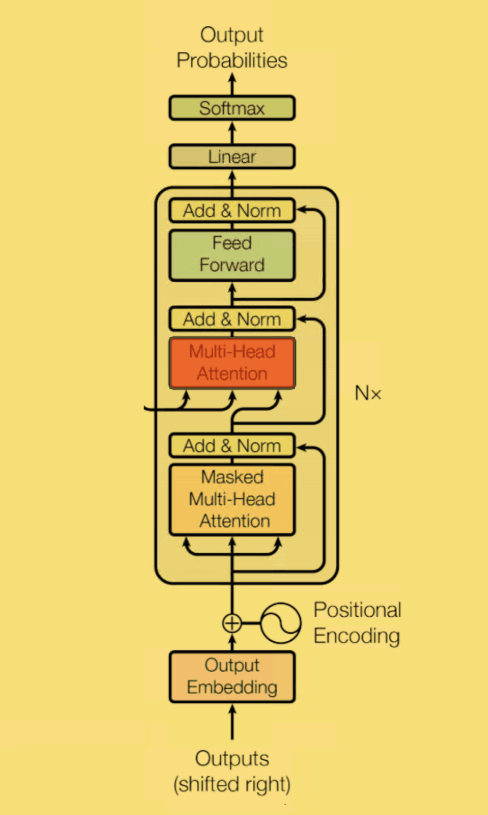 Output
Probabilities
Softmax
Linear
Add & Norm
Feed
Forward
Add & Norm
Multi-Head
Attention
N×
Add & Norm
Masked
Multi-Head
Attention
Positional
Encoding
Output
Embedding
Outputs
(shifted right)